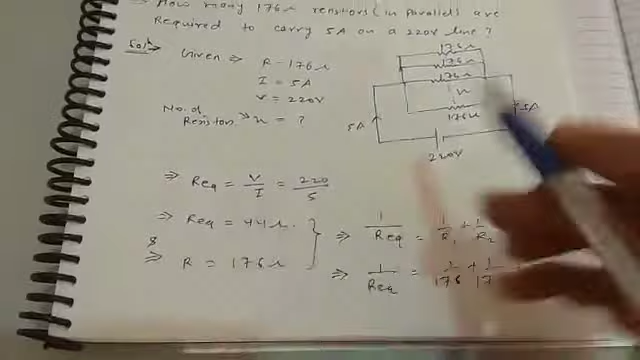 → How many 176Ω resistors (in parallel) are
Required to carry 5A on a 220V line?
Solⁿ→ Given ⇒ R = 176Ω
I = 5A
V = 220V
No. of
Resistors → n = ?
176Ω
176Ω
176Ω
n
176Ω
5A
5A
220V
⇒ Req = V/I = 220/5
⇒ Req = 44Ω
&
⇒ R = 176Ω
⇒ 1/Req = 1/R₁ + 1/R₂
⇒ 1/Req = 1/176 + 1/17